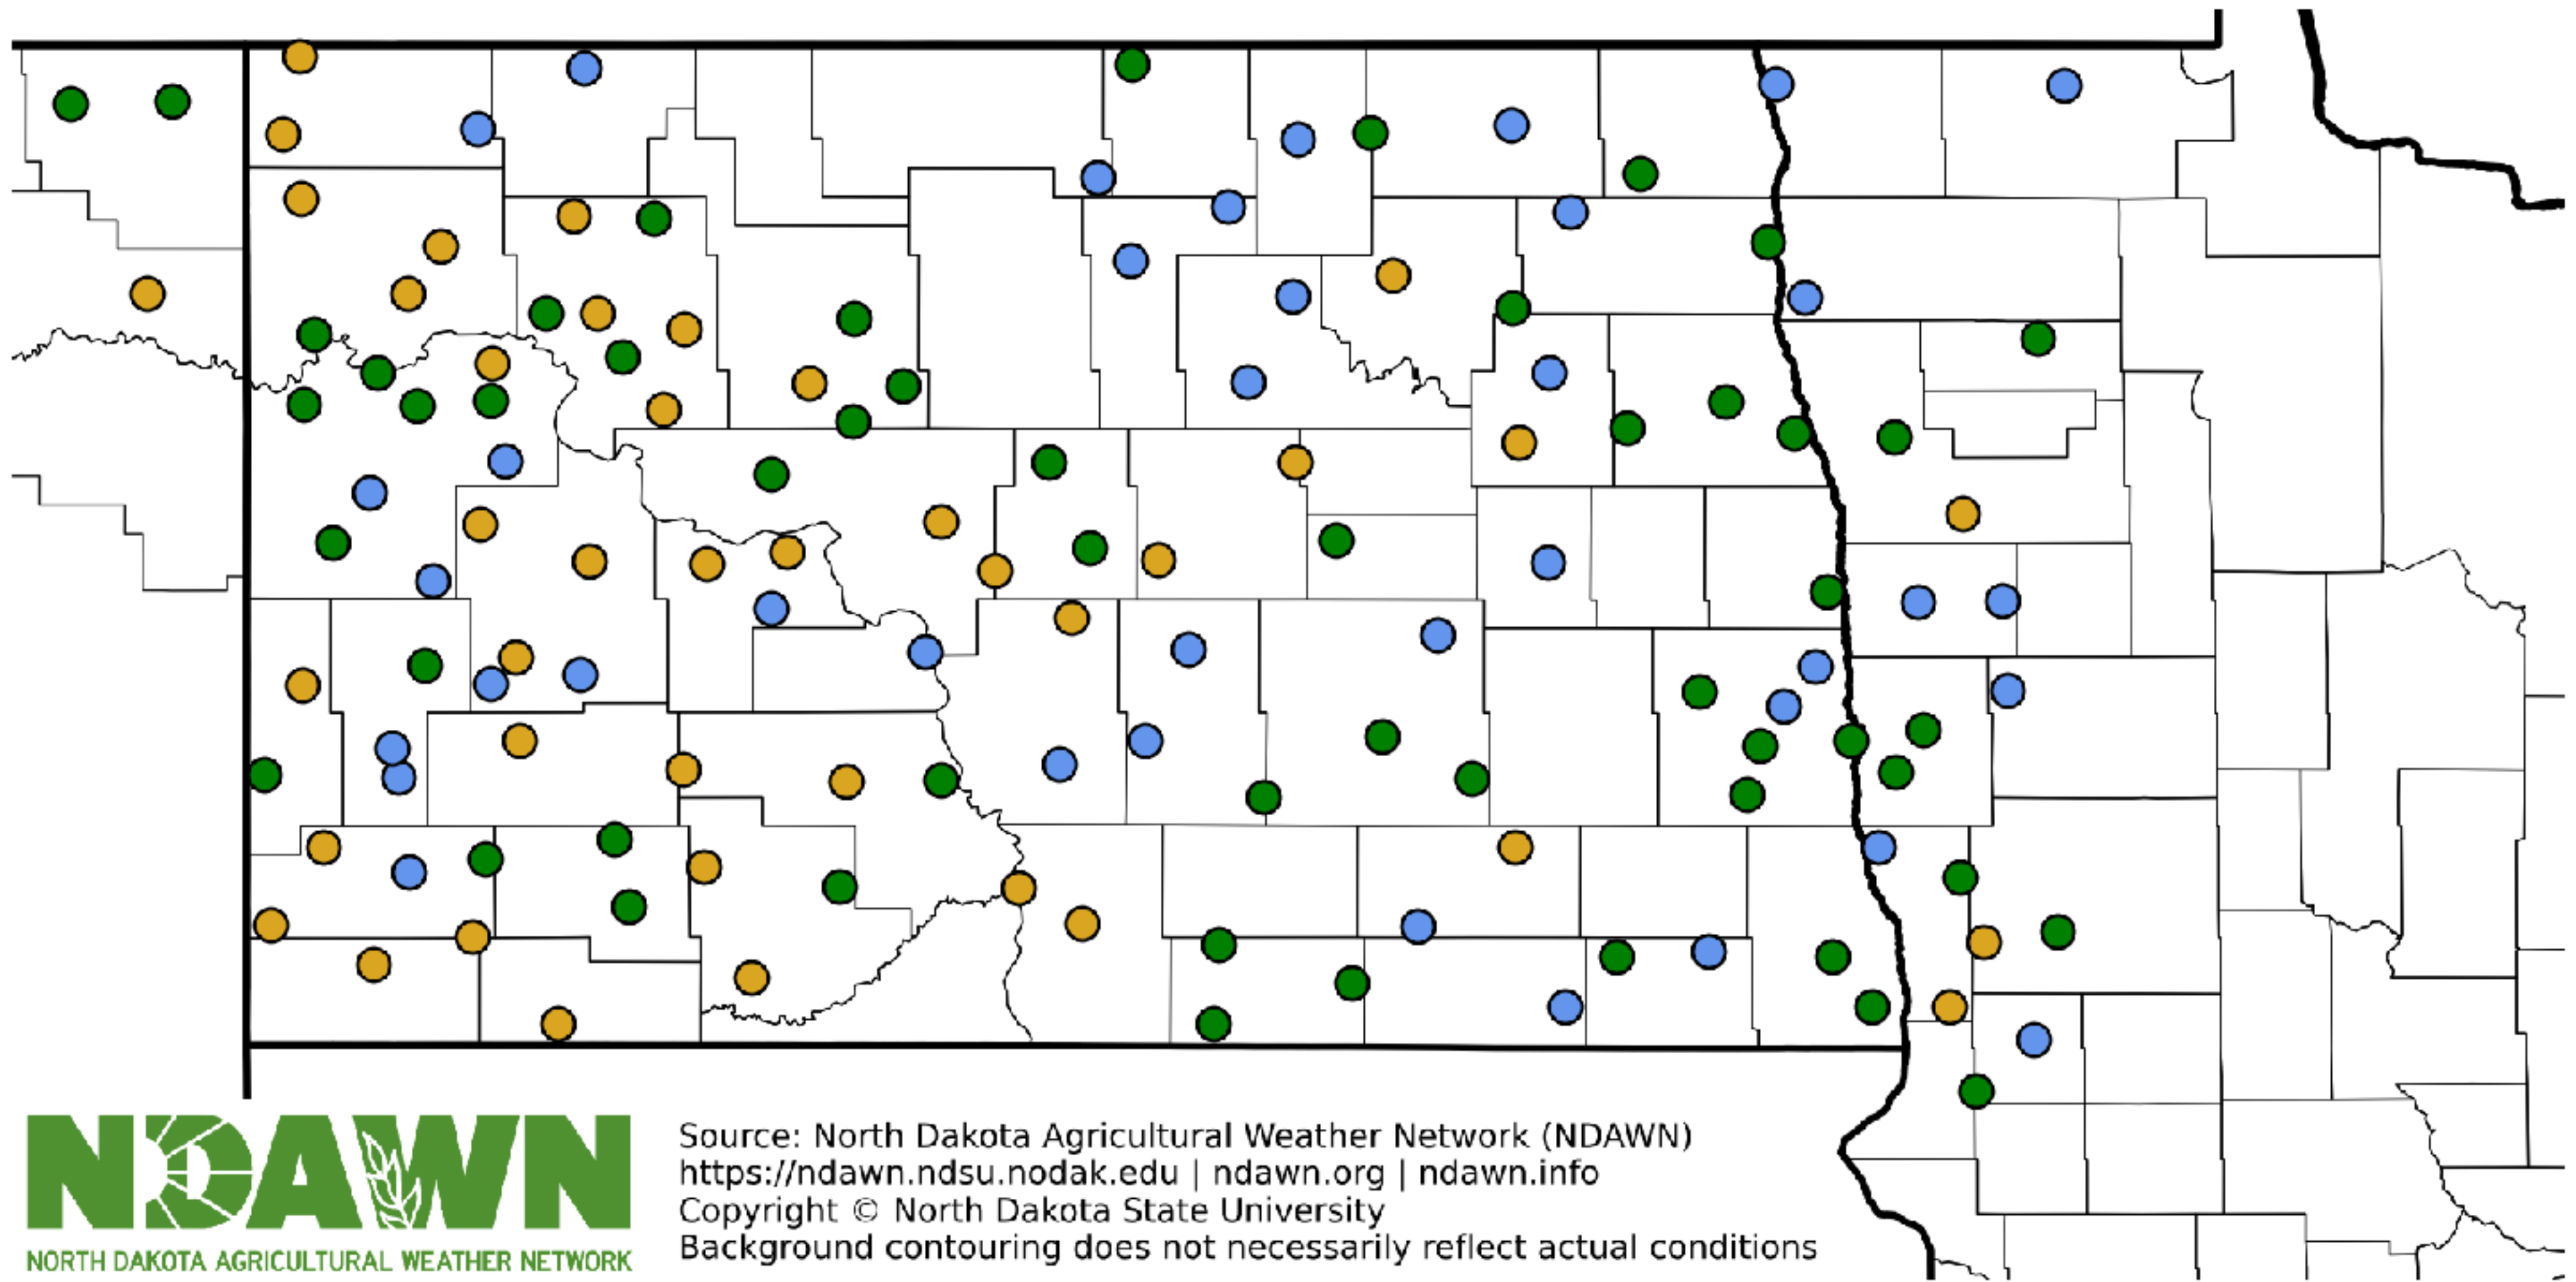 NDAWN
NORTH DAKOTA AGRICULTURAL WEATHER NETWORK
Source: North Dakota Agricultural Weather Network (NDAWN)
https://ndawn.ndsu.nodak.edu | ndawn.org | ndawn.info
Copyright © North Dakota State University
Background contouring does not necessarily reflect actual conditions